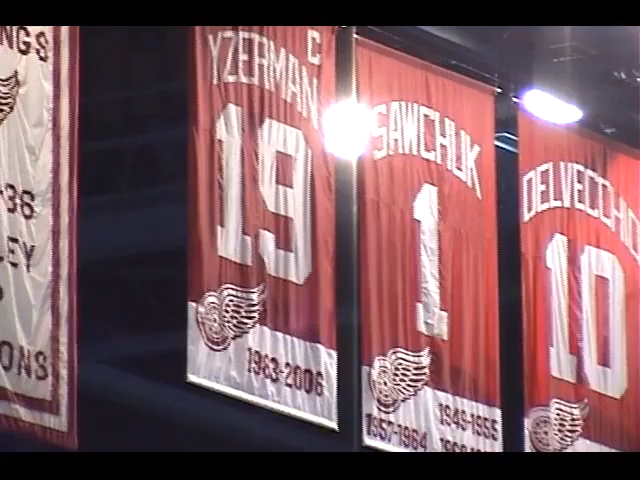 NGS
-36
LEY
ONS
C
YZERMAN
19
1983-2006
SAWCHUK
1
1949-1955
1957-1964
DELVECCHIO
10